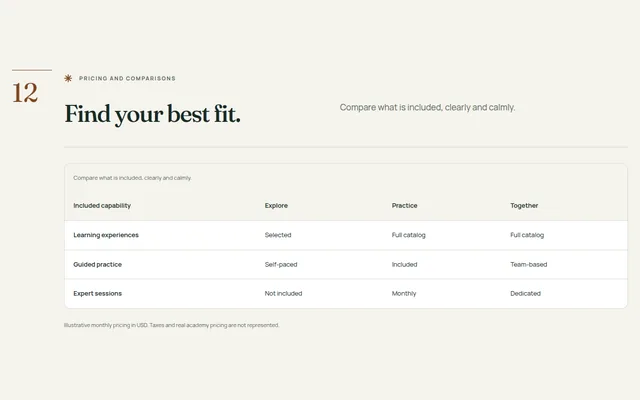 12
PRICING AND COMPARISONS
Find your best fit.
Compare what is included, clearly and calmly.
Compare what is included, clearly and calmly.
Included capability Explore Practice Together
Learning experiences Selected Full catalog Full catalog
Guided practice Self-paced Included Team-based
Expert sessions Not included Monthly Dedicated
Illustrative monthly pricing in USD. Taxes and real academy pricing are not represented.